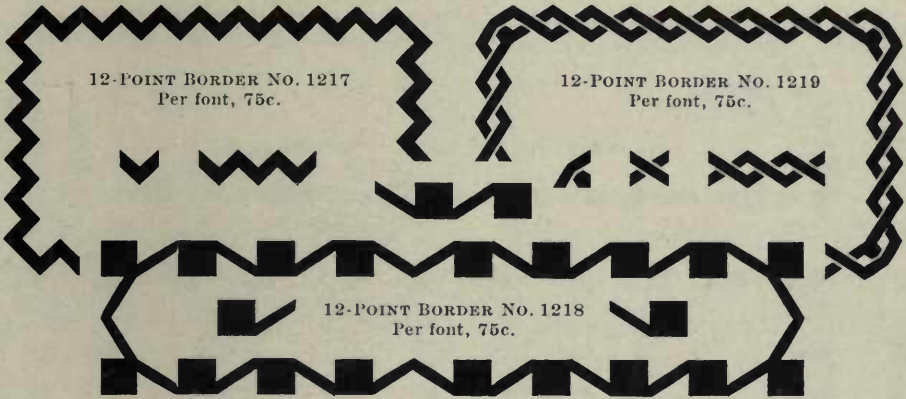 12-Point Border No. 1217
Per font, 75c.
12-Point Border No. 1219
Per font, 75c.
12-Point Border No. 1218
Per font, 75c.